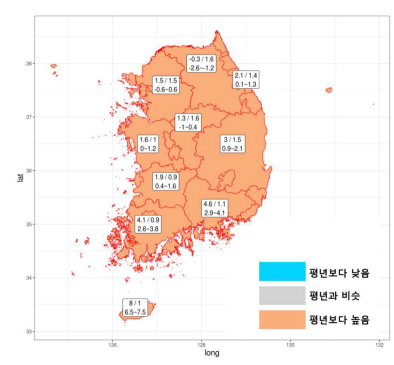 -0.3 / 1.6
-2.6~-1.2
2.1 / 1.4
0.1~1.3
1.5 / 1.5
-0.6~0.6
1.3 / 1.6
-1~0.4
1.6 / 1
0~1.2
3 / 1.5
0.9~2.1
1.9 / 0.9
0.4~1.6
4.6 / 1.1
2.9~4.1
4.1 / 0.9
2.6~3.8
8 / 1
6.5~7.5
평년보다 낮음
평년과 비슷
평년보다 높음
38
37
36
35
34
33
lat
126
128
130
132
long